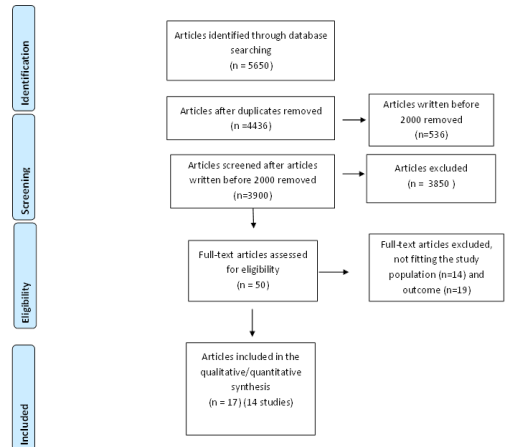 Identification
Articles identified through database
searching
(n = 5650)
Articles after duplicates removed
(n =4436)
Articles written before
2000 removed
(n=536)
Screening
Articles screened after articles
written before 2000 removed
(n=3900)
Articles excluded
(n = 3850 )
Eligibility
Full-text articles assessed
for eligibility
(n = 50)
Full-text articles excluded,
not fitting the study
population (n=14) and
outcome (n=19)
Included
Articles included in the
qualitative/quantitative
synthesis
(n = 17) (14 studies)